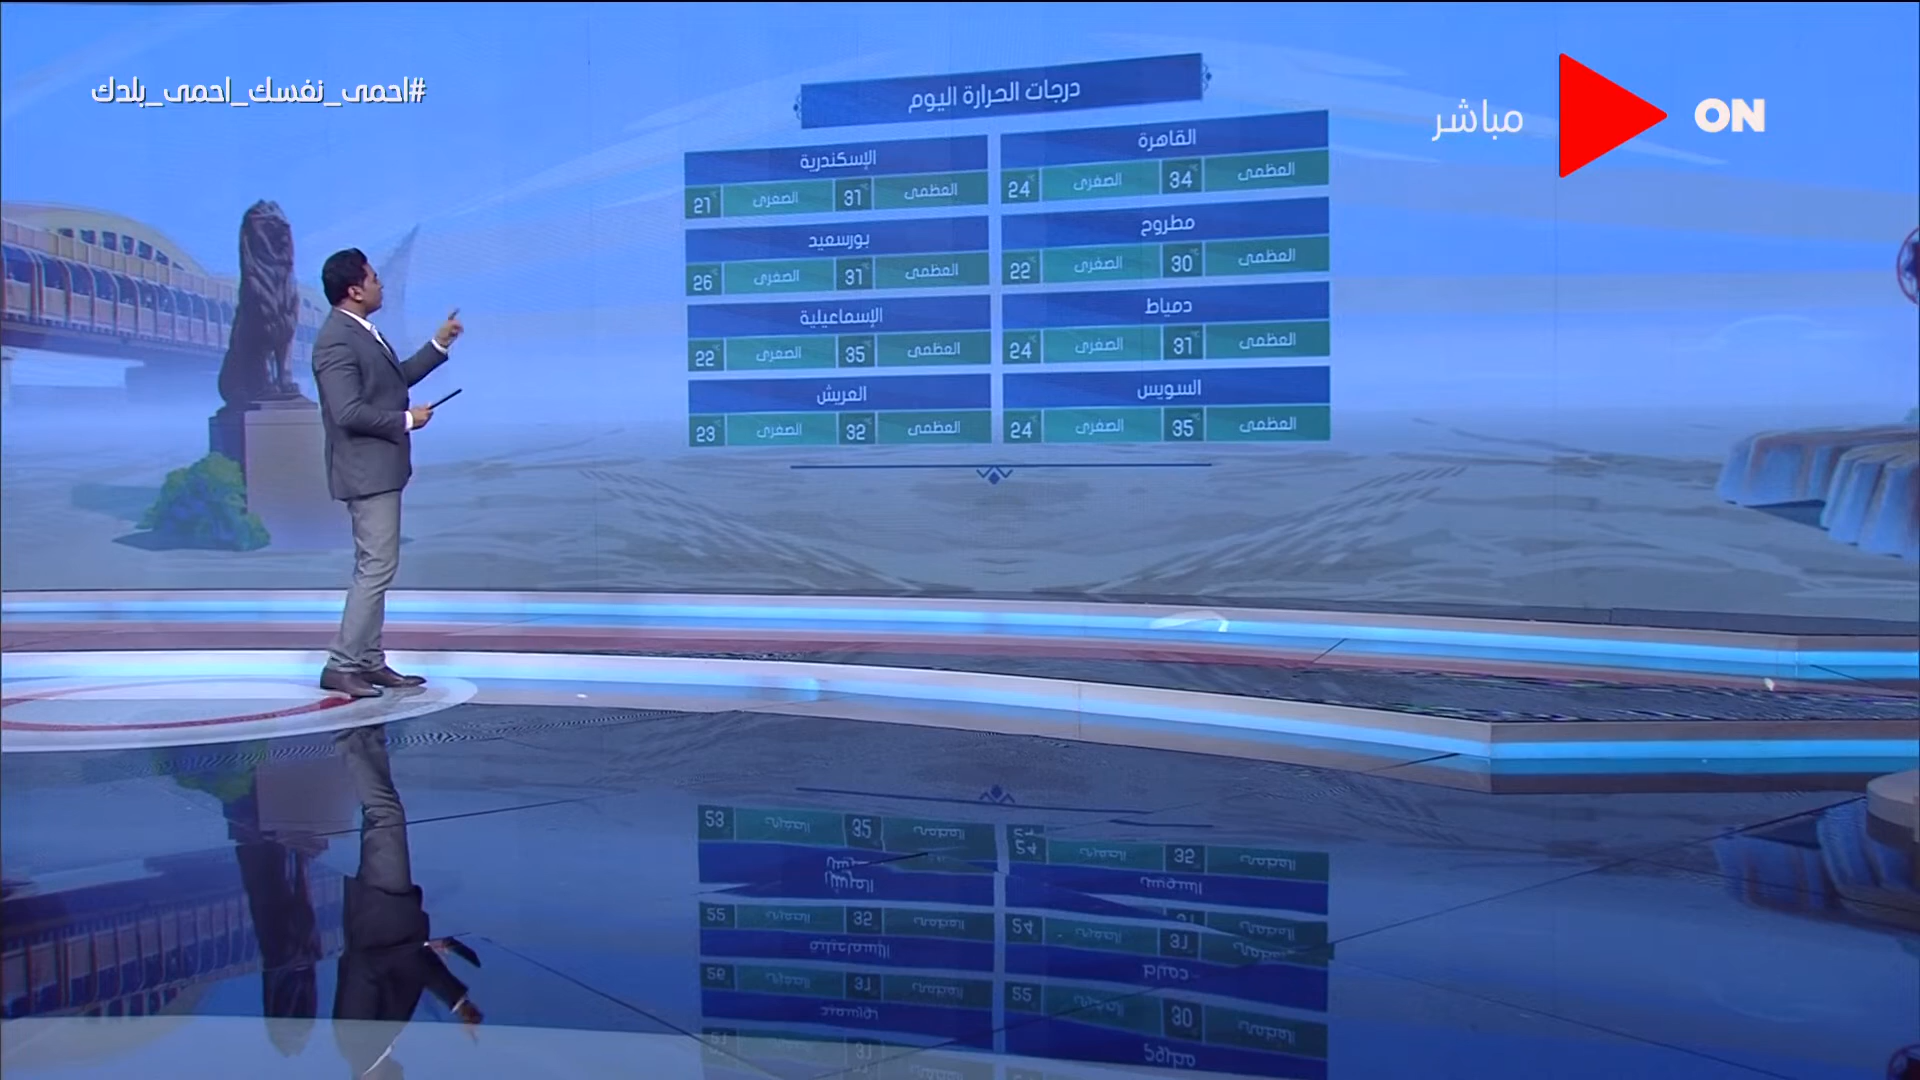 #احمى_نفسك_احمى_بلدك
مباشر ON
درجات الحرارة اليوم
القاهرة
العظمى 34 الصغرى 24
الإسكندرية
العظمى 31 الصغرى 21
مطروح
العظمى 30 الصغرى 22
بورسعيد
العظمى 31 الصغرى 26
دمياط
العظمى 31 الصغرى 24
الإسماعيلية
العظمى 35 الصغرى 22
السويس
العظمى 35 الصغرى 24
العريش
العظمى 32 الصغرى 23